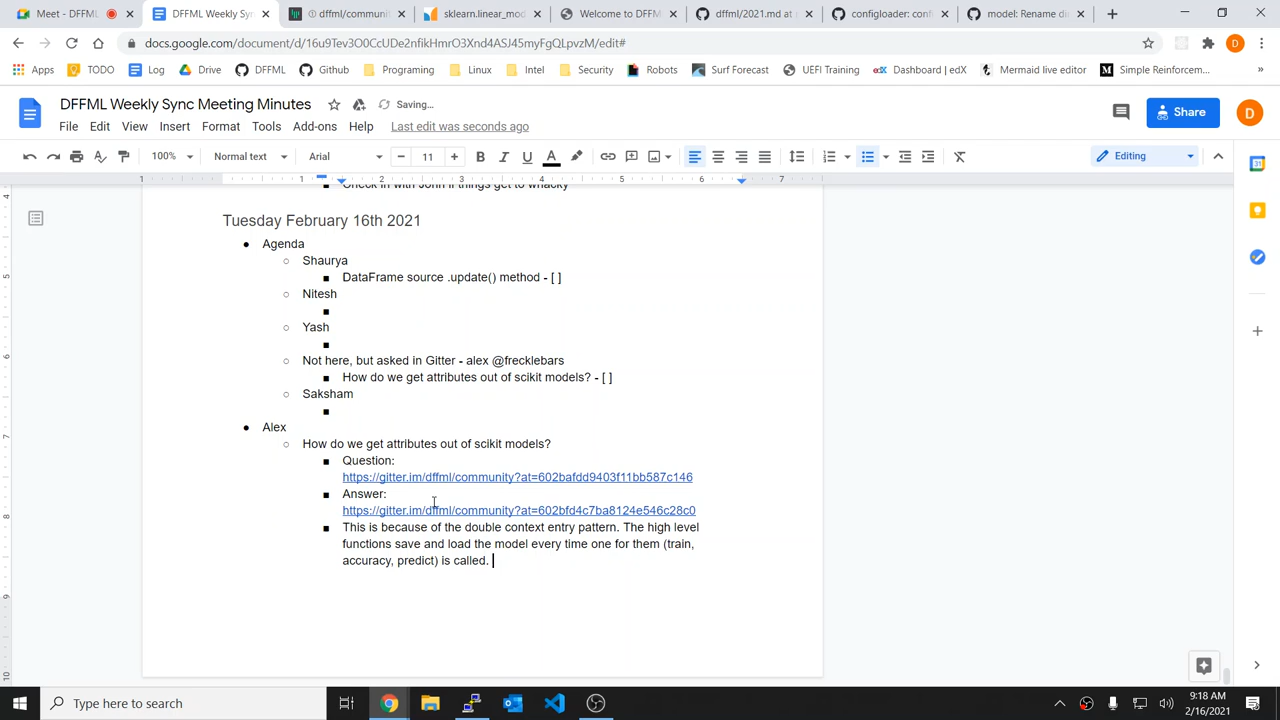 Meet - DFFML
DFFML Weekly Syn
dffml/communit
sklearn.linear_mod
Welcome to DFFM
dffml/2021.md at
configloader: confi
model: Rename di
docs.google.com/document/d/16u9Tev3O0CcUDe2nfikHmrO3Xnd4ASJ45myFgQLpvzM/edit#
Apps
TODO
Log
Drive
DFFML
Github
Programing
Linux
Intel
Security
Robots
Surf Forecast
UEFI Training
Dashboard | edX
Mermaid live editor
Simple Reinforcem...
DFFML Weekly Sync Meeting Minutes
Saving...
File Edit View Insert Format Tools Add-ons Help Last edit was seconds ago
Share
D
100%
Normal text
Arial
11
Editing
Check in with John if things get to whacky
Tuesday February 16th 2021
Agenda
Shaurya
DataFrame source .update() method - [ ]
Nitesh
Yash
Not here, but asked in Gitter - alex @frecklebars
How do we get attributes out of scikit models? - [ ]
Saksham
Alex
How do we get attributes out of scikit models?
Question:
https://gitter.im/dffml/community?at=602bafdd9403f11bb587c146
Answer:
https://gitter.im/dffml/community?at=602bfd4c7ba8124e546c28c0
This is because of the double context entry pattern. The high level
functions save and load the model every time one for them (train,
accuracy, predict) is called.
Type here to search
9:18 AM
2/16/2021